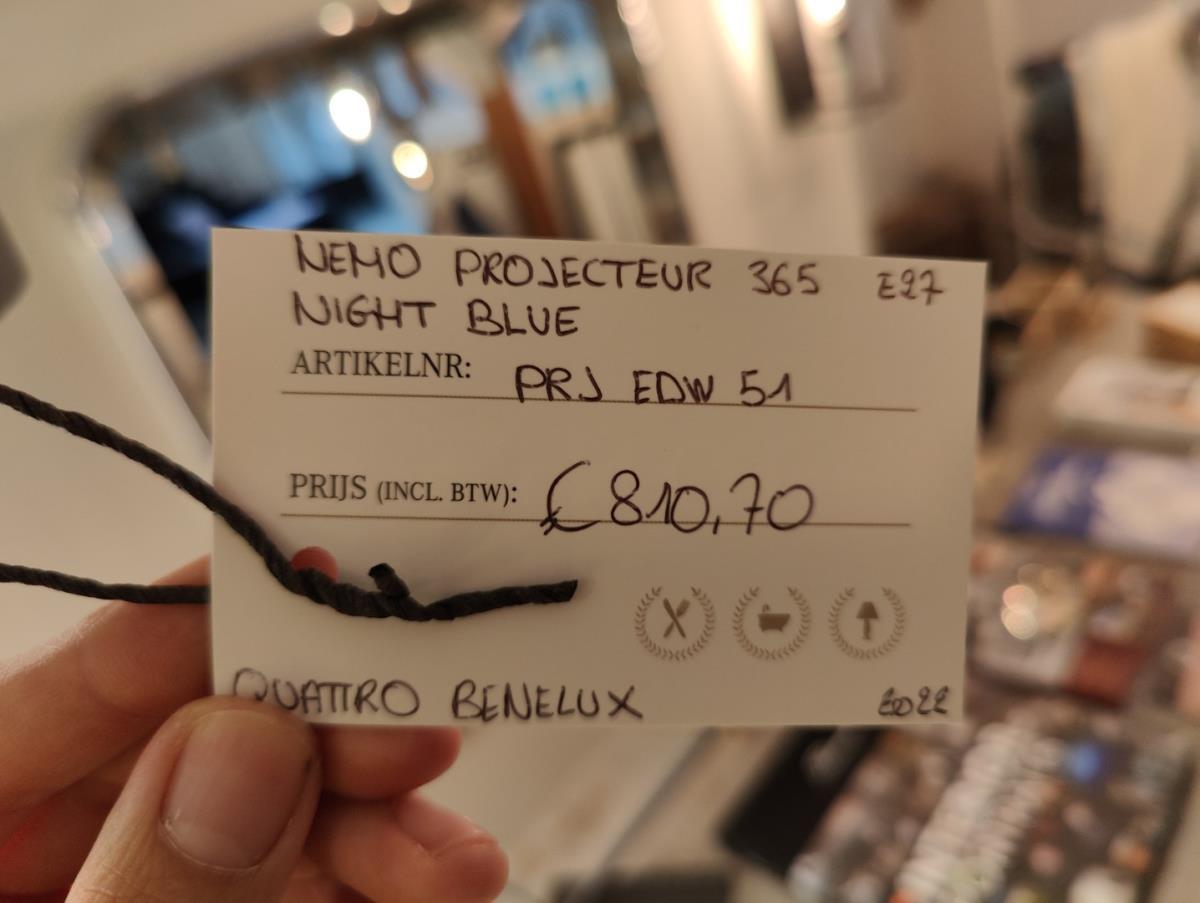 NEMO PROJECTEUR 365 E27
NIGHT BLUE
ARTIKELNR: PRJ EDW 51
PRIJS (INCL. BTW): €810,70
QUATTRO BENELUX 2022